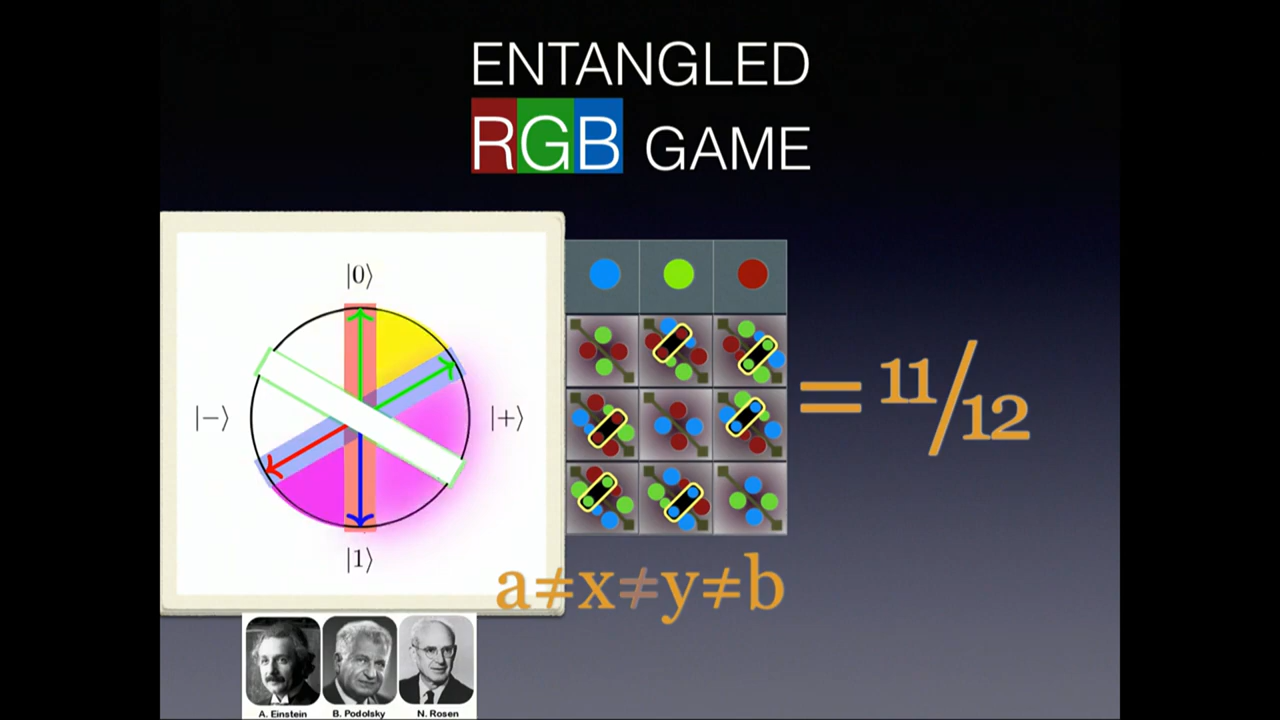 ENTANGLED
RGB GAME
|0⟩
|−⟩
|+⟩
|1⟩
= 11/12
a≠x≠y≠b
A. Einstein
B. Podolsky
N. Rosen